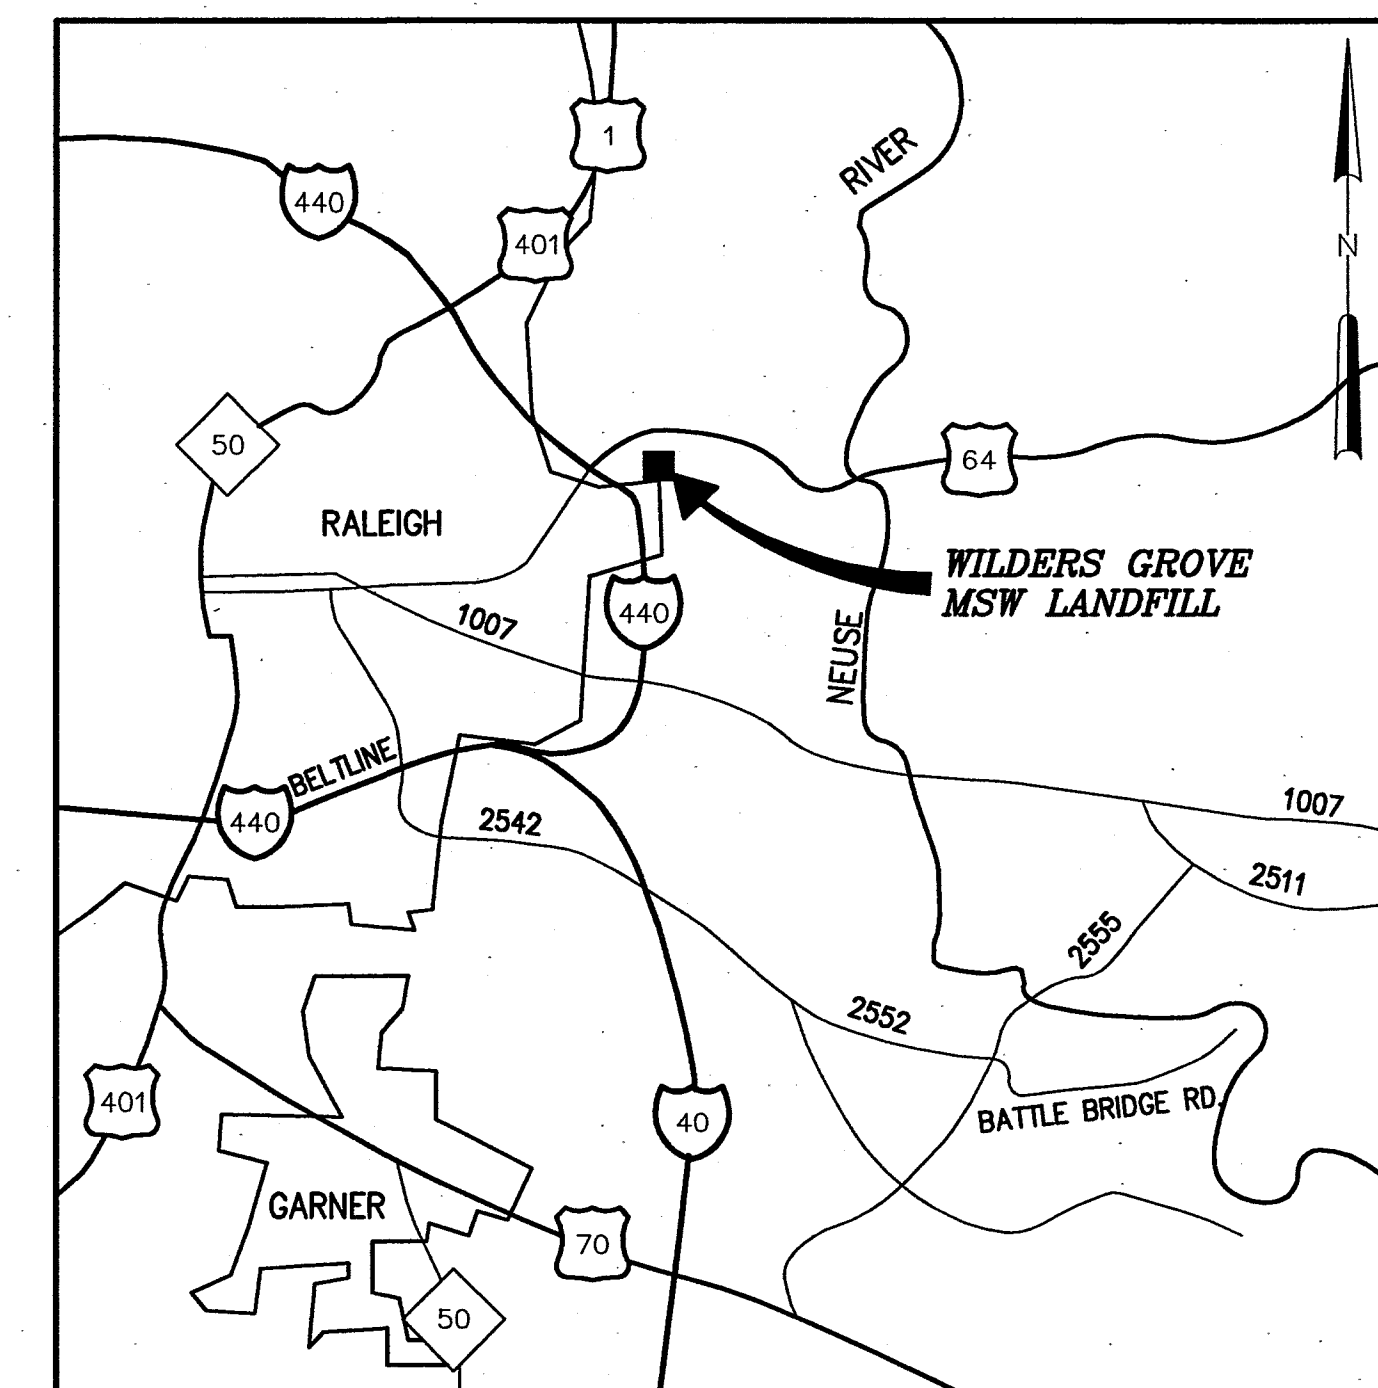 1
RIVER
440
401
N
50
64
RALEIGH
WILDERS GROVE
MSW LANDFILL
440
1007
NEUSE
BELTLINE
440
2542
1007
2511
2555
2552
401
40
BATTLE BRIDGE RD.
GARNER
70
50